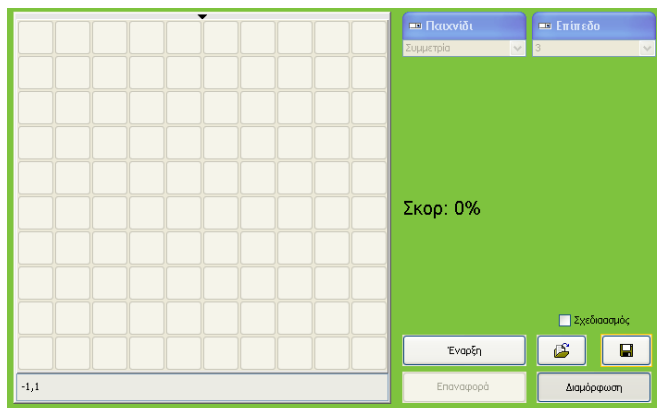 Παιχνίδι
Επίπεδο
Συμμετρία
3
Σκορ: 0%
Σχεδιασμός
Έναρξη
-1,1
Επαναφορά
Διαμόρφωση